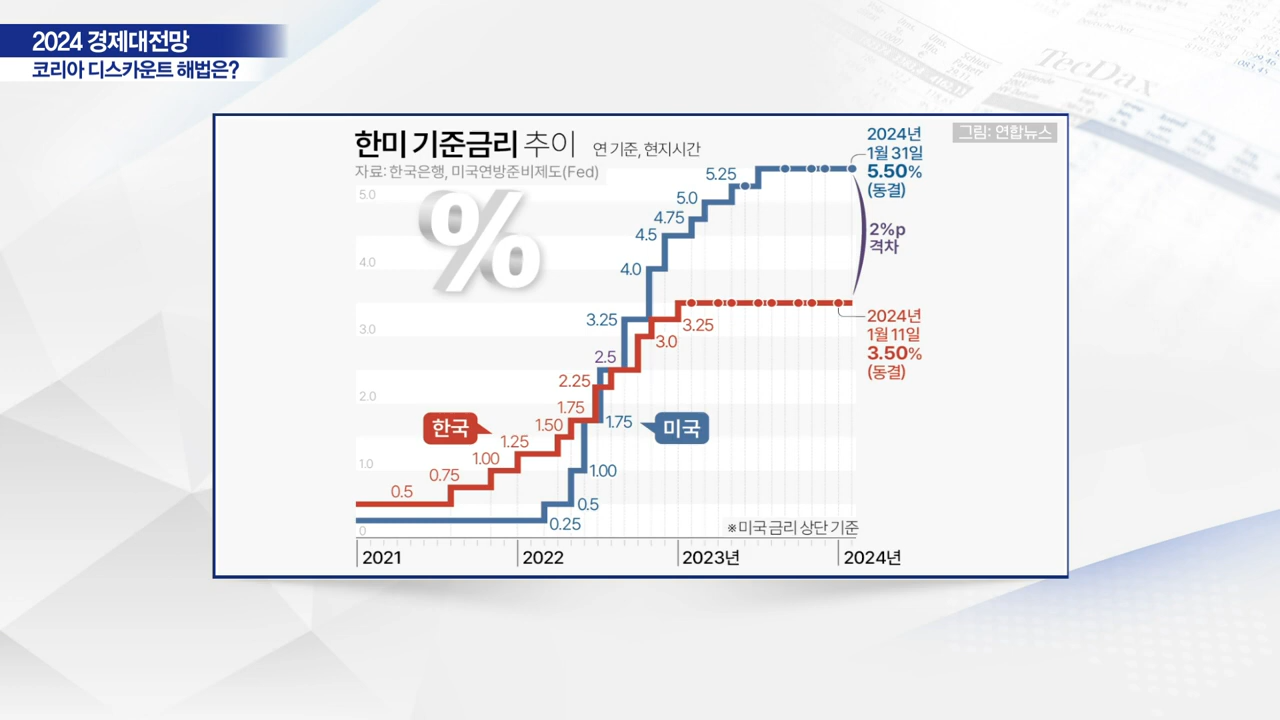 2024 경제대전망
코리아 디스카운트 해법은?
TecDax
한미 기준금리 추이 연 기준, 현지시간
자료: 한국은행, 미국연방준비제도(Fed)
그림: 연합뉴스
%
5.0
4.0
3.0
2.0
1.0
0
5.25
5.0
4.75
4.5
4.0
3.25
2.5
2.25
1.75
1.50
1.25
1.00
0.75
0.5
3.25
3.0
1.75
1.00
0.5
0.25
한국
미국
2024년
1월 31일
5.50%
(동결)
2%p
격차
2024년
1월 11일
3.50%
(동결)
※미국 금리 상단 기준
2021 2022 2023년 2024년